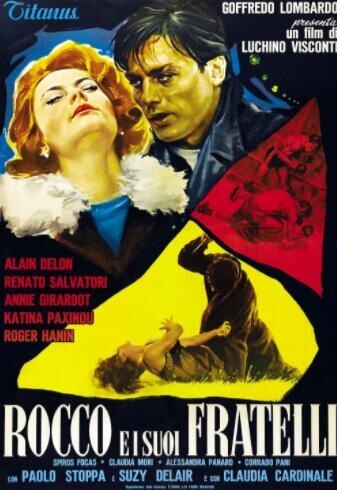 Titanus
GOFFREDO LOMBARDO
presenta
un film di
LUCHINO VISCONTI
ALAIN DELON
RENATO SALVATORI
ANNIE GIRARDOT
KATINA PAXINOU
ROGER HANIN
ROCCO E I SUOI FRATELLI
SPIROS FOCAS • CLAUDIA MORI • ALESSANDRA PANARO • CORRADO PANI
CON PAOLO STOPPA E SUZY DELAIR E CON CLAUDIA CARDINALE